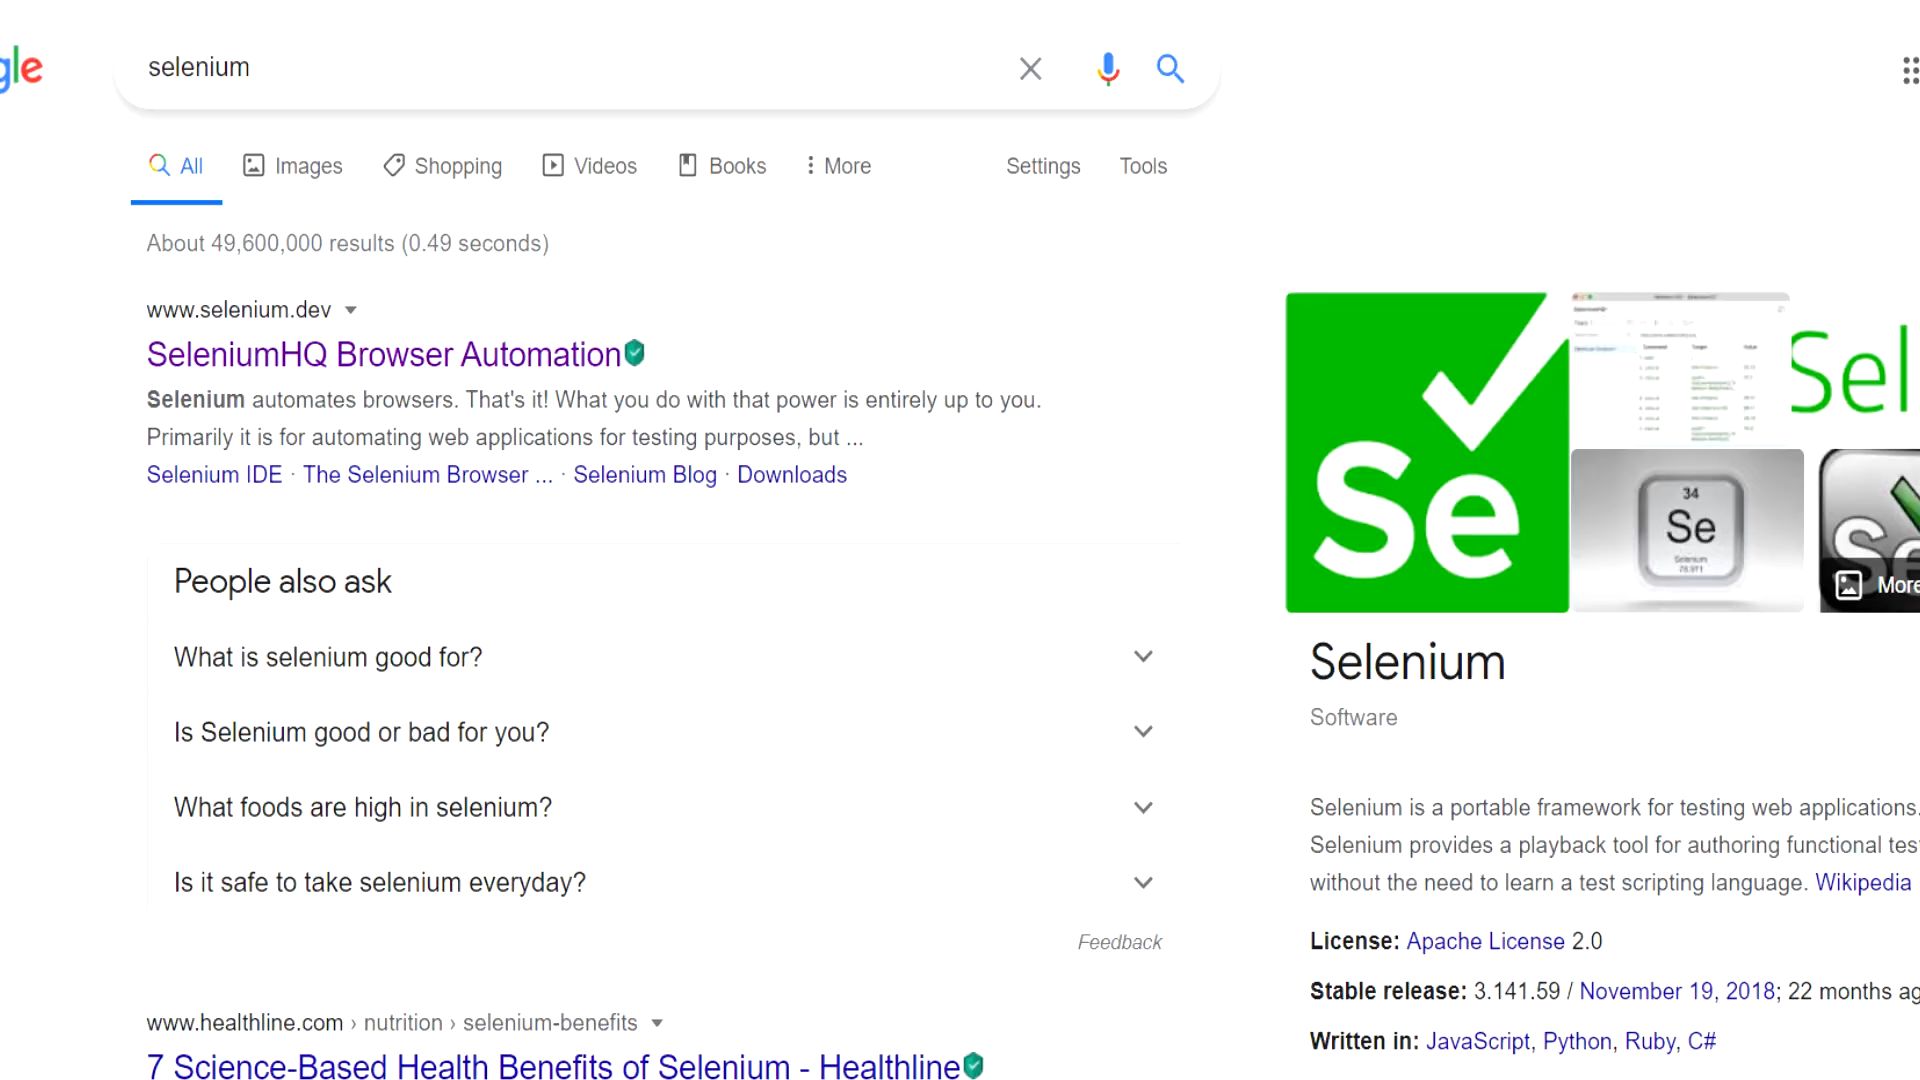 gle
selenium
All Images Shopping Videos Books More Settings Tools
About 49,600,000 results (0.49 seconds)
www.selenium.dev
SeleniumHQ Browser Automation
Selenium automates browsers. That's it! What you do with that power is entirely up to you.
Primarily it is for automating web applications for testing purposes, but ...
Selenium IDE · The Selenium Browser ... · Selenium Blog · Downloads
People also ask
What is selenium good for?
Is Selenium good or bad for you?
What foods are high in selenium?
Is it safe to take selenium everyday?
Feedback
www.healthline.com › nutrition › selenium-benefits
7 Science-Based Health Benefits of Selenium - Healthline
Se
Sel
34
Se
Selenium
78.971
Se
More
Selenium
Software
Selenium is a portable framework for testing web applications.
Selenium provides a playback tool for authoring functional tes
without the need to learn a test scripting language. Wikipedia
License: Apache License 2.0
Stable release: 3.141.59 / November 19, 2018; 22 months ag
Written in: JavaScript, Python, Ruby, C#